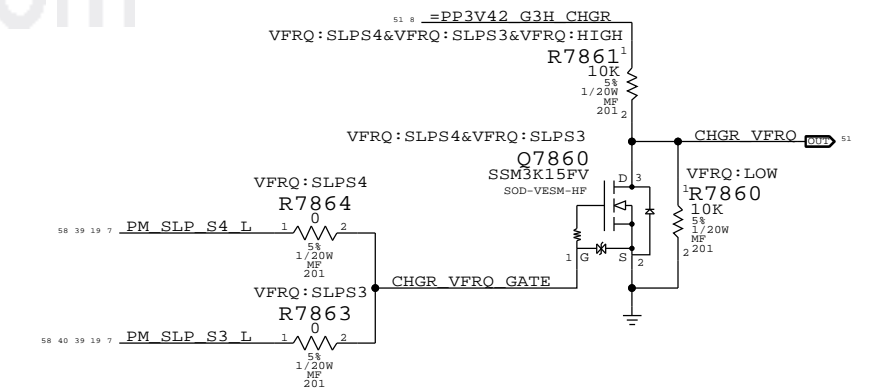 om
51 8 =PP3V42_G3H_CHGR
VFRQ:SLPS4&VFRQ:SLPS3&VFRQ:HIGH
R7861 1
10K
5%
1/20W
MF
201 2
VFRQ:SLPS4&VFRQ:SLPS3
CHGR_VFRQ OUT 51
Q7860
SSM3K15FV
SOD-VESM-HF
D 3
VFRQ:LOW
1 R7860
10K
5%
1/20W
MF
2 201
VFRQ:SLPS4
R7864
0
58 39 19 7 PM_SLP_S4_L 1 2
5%
1/20W
MF
201
1 G S 2
CHGR_VFRQ_GATE
VFRQ:SLPS3
R7863
0
58 40 39 19 7 PM_SLP_S3_L 1 2
5%
1/20W
MF
201